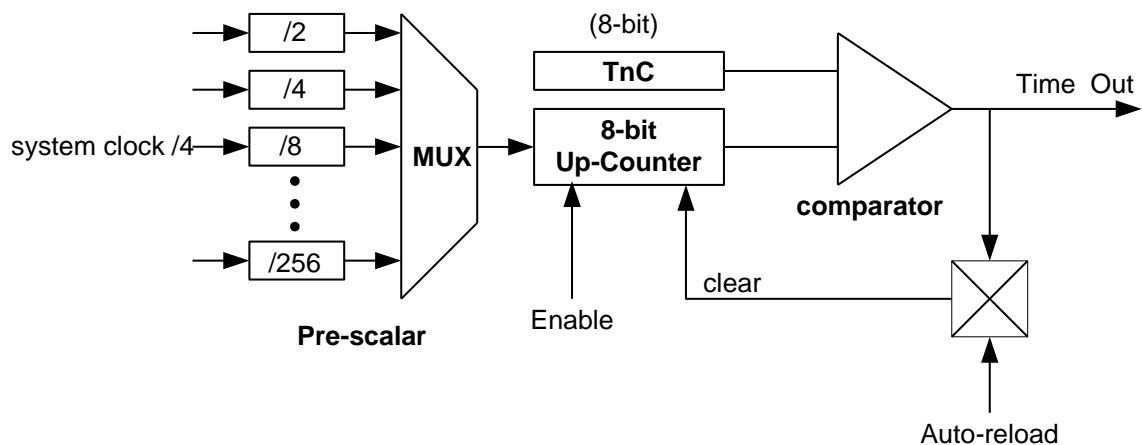 /2
(8-bit)
TnC
/4
Time Out
system clock /4
/8
MUX
8-bit
Up-Counter
comparator
/256
clear
Enable
Pre-scalar
Auto-reload